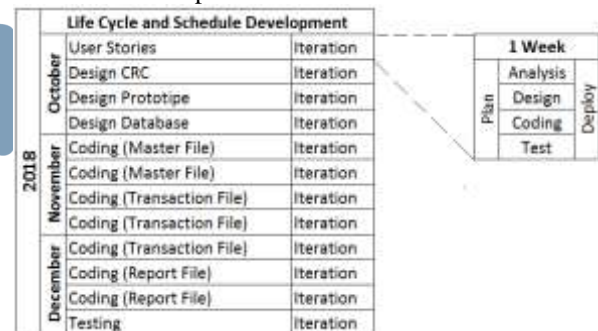 Life Cycle and Schedule Development
2018
October
User Stories Iteration
Design CRC Iteration
Design Prototipe Iteration
Design Database Iteration
November
Coding (Master File) Iteration
Coding (Master File) Iteration
Coding (Transaction File) Iteration
Coding (Transaction File) Iteration
December
Coding (Transaction File) Iteration
Coding (Report File) Iteration
Coding (Report File) Iteration
Testing Iteration
1 Week
Plan
Analysis
Design
Coding
Test
Deploy